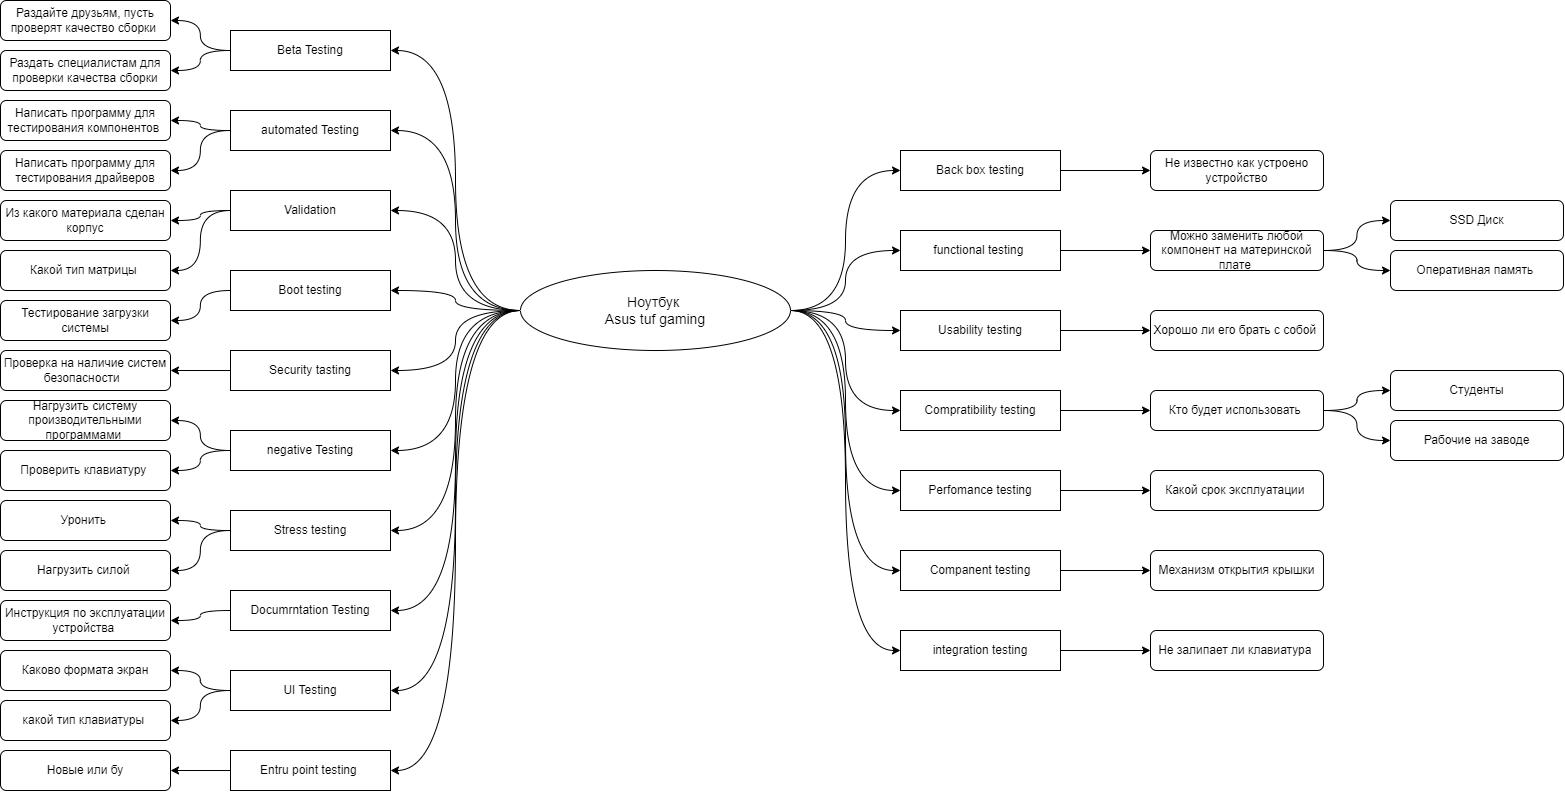 Раздайте друзьям, пусть
проверят качество сборки
Раздать специалистам для
проверки качества сборки
Beta Testing
Написать программу для
тестирования компонентов
Написать программу для
тестирования драйверов
automated Testing
Из какого материала сделан
корпус
Какой тип матрицы
Validation
Тестирование загрузки
системы
Boot testing
Проверка на наличие систем
безопасности
Security tasting
Нагрузить систему
производительными
программами
Проверить клавиатуру
negative Testing
Уронить
Нагрузить силой
Stress testing
Инструкция по эксплуатации
устройства
Documrntation Testing
Каково формата экран
какой тип клавиатуры
UI Testing
Новые или бу
Entru point testing
Ноутбук
Asus tuf gaming
Back box testing
Не известно как устроено
устройство
functional testing
Можно заменить любой
компонент на материнской
плате
SSD Диск
Оперативная память
Usability testing
Хорошо ли его брать с собой
Compratibility testing
Кто будет использовать
Студенты
Рабочие на заводе
Perfomance testing
Какой срок эксплуатации
Companent testing
Механизм открытия крышки
integration testing
Не залипает ли клавиатура